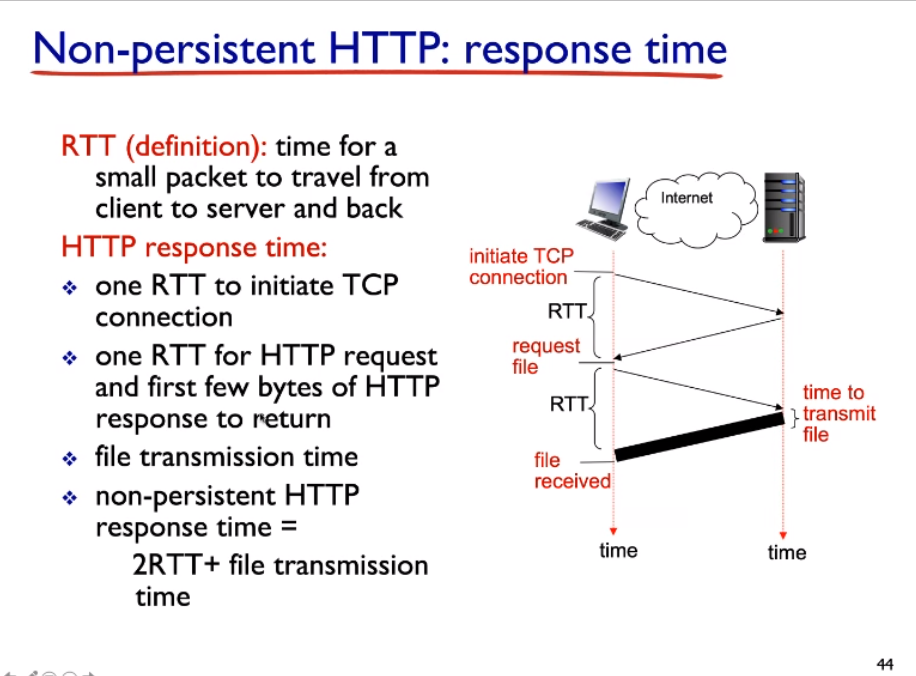 Non-persistent HTTP: response time
RTT (definition): time for a
small packet to travel from
client to server and back
HTTP response time:
one RTT to initiate TCP
connection
one RTT for HTTP request
and first few bytes of HTTP
response to return
file transmission time
non-persistent HTTP
response time =
2RTT+ file transmission
time
Internet
initiate TCP
connection
RTT
request
file
RTT
time to
transmit
file
file
received
time
time
44